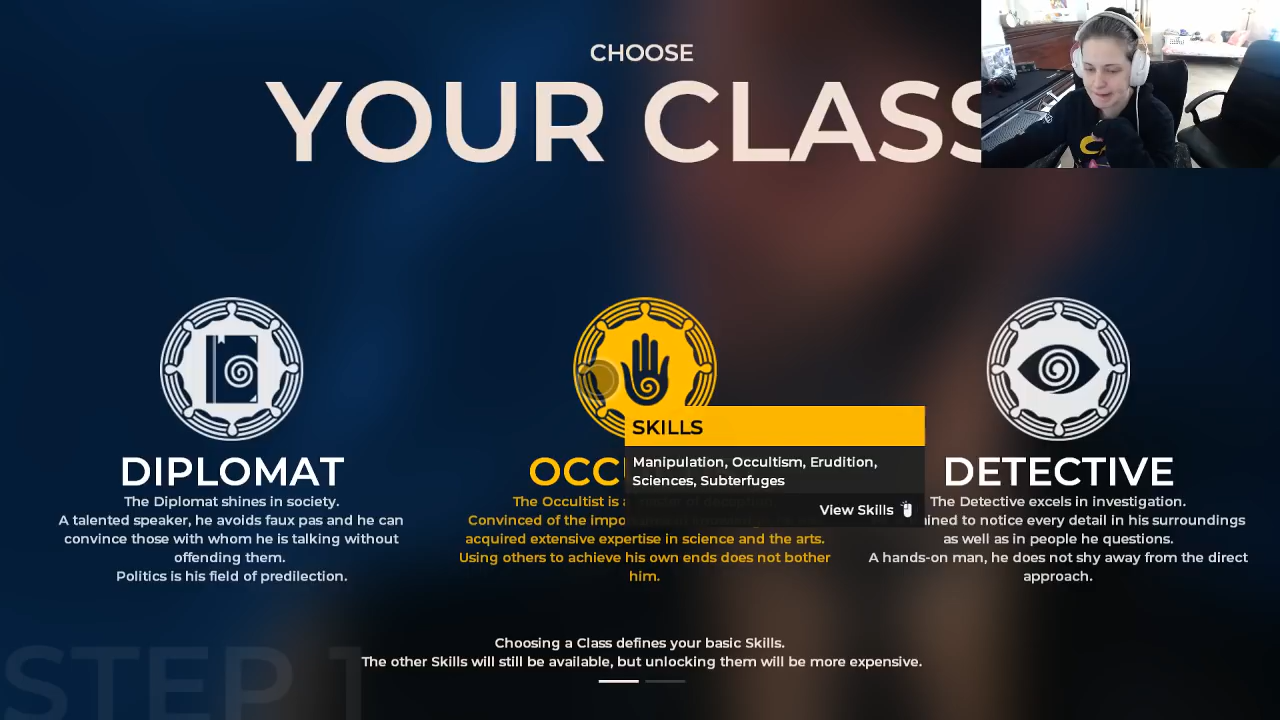 CHOOSE
YOUR CLASS
DIPLOMAT
The Diplomat shines in society.
A talented speaker, he avoids faux pas and he can
convince those with whom he is talking without
offending them.
Politics is his field of predilection.
OCC
The Occultist is a
Convinced of the impo
acquired extensive expertise in science and the arts.
Using others to achieve his own ends does not bother
him.
SKILLS
Manipulation, Occultism, Erudition,
Sciences, Subterfuges
View Skills
DETECTIVE
The Detective excels in investigation.
ined to notice every detail in his surroundings
as well as in people he questions.
A hands-on man, he does not shy away from the direct
approach.
Choosing a Class defines your basic Skills.
The other Skills will still be available, but unlocking them will be more expensive.
STEP 1